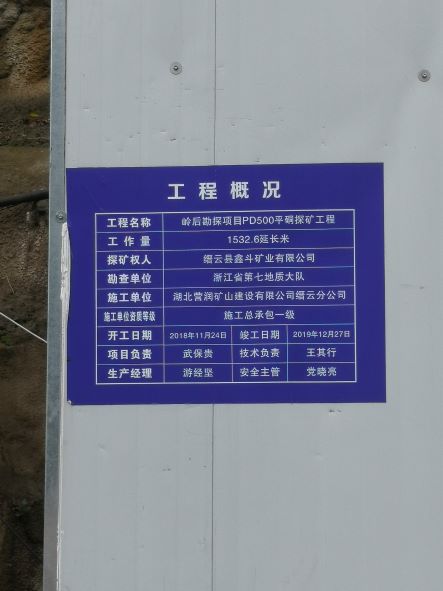 工程概况
工程名称 岭后勘探项目PD500平硐探矿工程
工作量 1532.6延长米
探矿权人 缙云县鑫斗矿业有限公司
勘查单位 浙江省第七地质大队
施工单位 湖北营润矿山建设有限公司缙云分公司
施工单位资质等级 施工总承包一级
开工日期 2018年11月24日 竣工日期 2019年12月27日
项目负责 武保贵 技术负责 王其行
生产经理 游经坚 安全主管 党晓亮